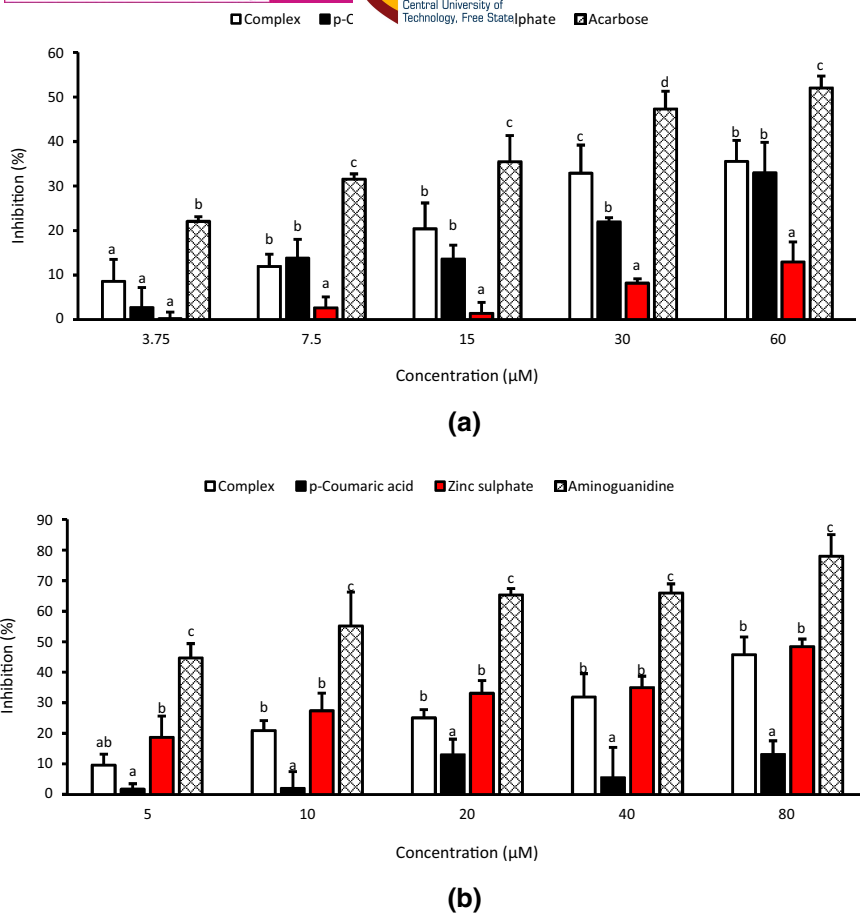 Central University of
Technology, Free State
Complex p-C lphate Acarbose
60
50
40
30
20
10
0
Inhibition (%)
a a a b
b b a c
b b a c
c b a d
b b a c
3.75 7.5 15 30 60
Concentration (µM)
(a)
Complex p-Coumaric acid Zinc sulphate Aminoguanidine
90
80
70
60
50
40
30
20
10
0
Inhibition (%)
ab a b c
b a b c
b a b c
b a b c
b a b c
5 10 20 40 80
Concentration (µM)
(b)